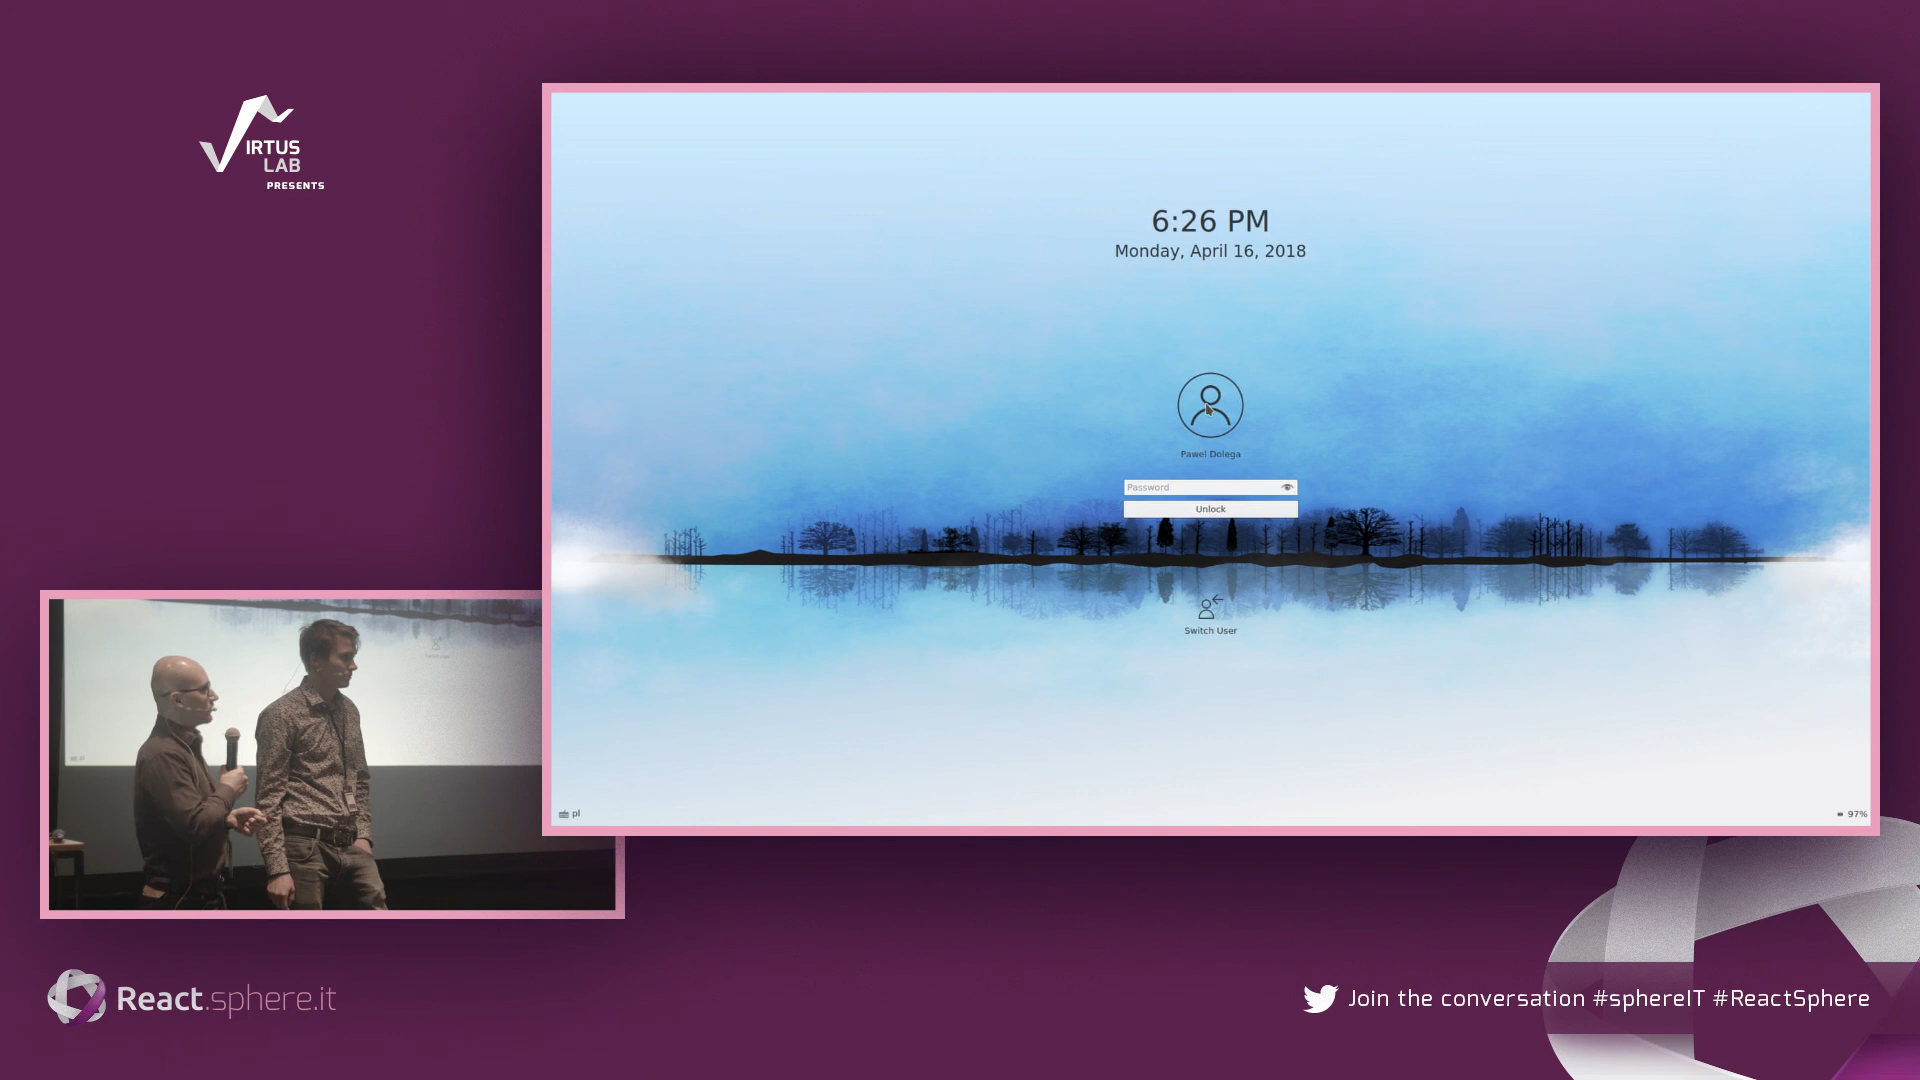 VIRTUS
LAB
PRESENTS
6:26 PM
Monday, April 16, 2018
Pawel Dolega
Password
Unlock
Switch User
pl
97%
React.sphere.it
Join the conversation #sphereIT #ReactSphere